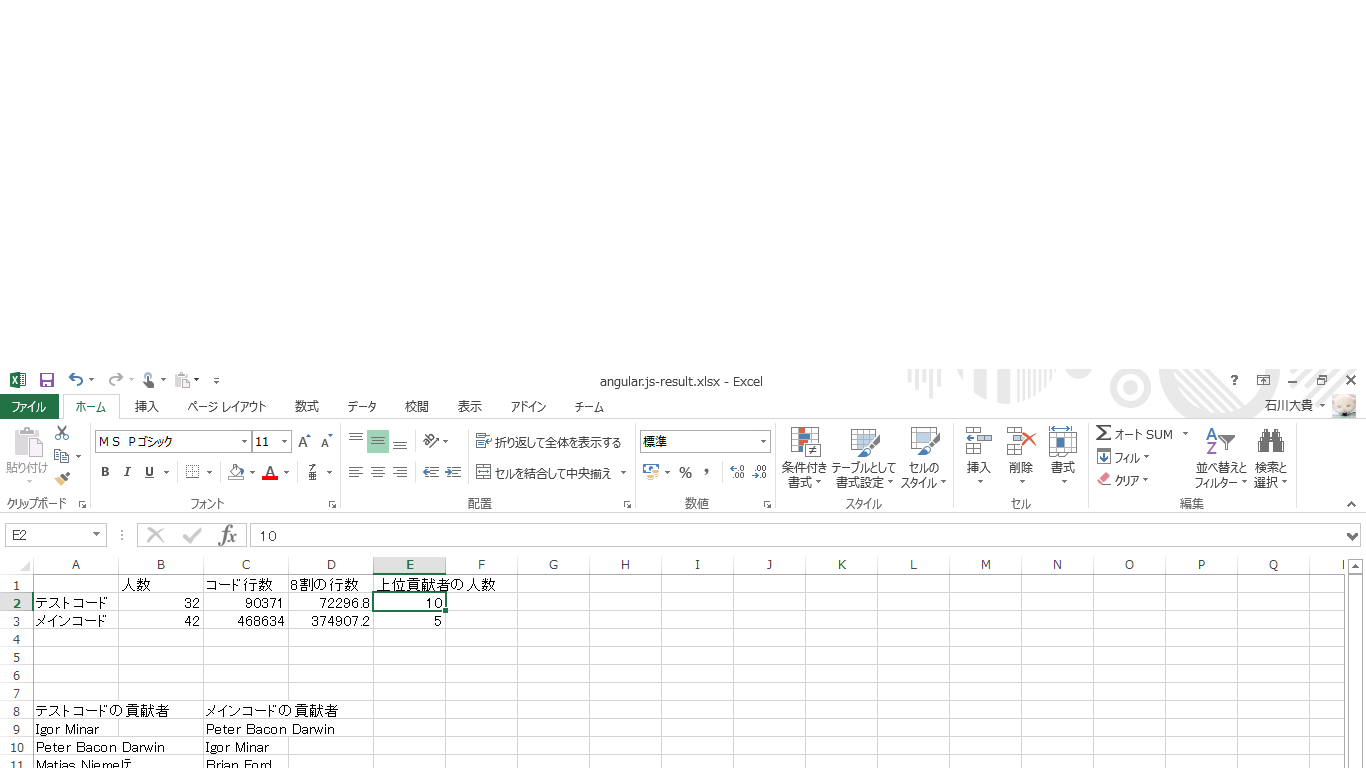 angular.js-result.xlsx - Excel
ファイル ホーム 挿入 ページ レイアウト 数式 データ 校閲 表示 アドイン チーム 石川大貴
ＭＳ Ｐゴシック 11 折り返して全体を表示する 標準 オート SUM
貼り付け 条件付き テーブルとして セルの 挿入 削除 書式 フィル 並べ替えと 検索と
B I U 亜 セルを結合して中央揃え % 書式 書式設定 スタイル クリア フィルター 選択
クリップボード フォント 配置 数値 スタイル セル 編集
E2 fx 10
A B C D E F G H I J K L M N O P Q
1 人数 コード行数 8割の行数 上位貢献者の人数
2 テストコード 32 90371 72296.8 10
3 メインコード 42 468634 374907.2 5
4
5
6
7
8 テストコードの貢献者 メインコードの貢献者
9 Igor Minar Peter Bacon Darwin
10 Peter Bacon Darwin Igor Minar
11 Matias Brian Ford